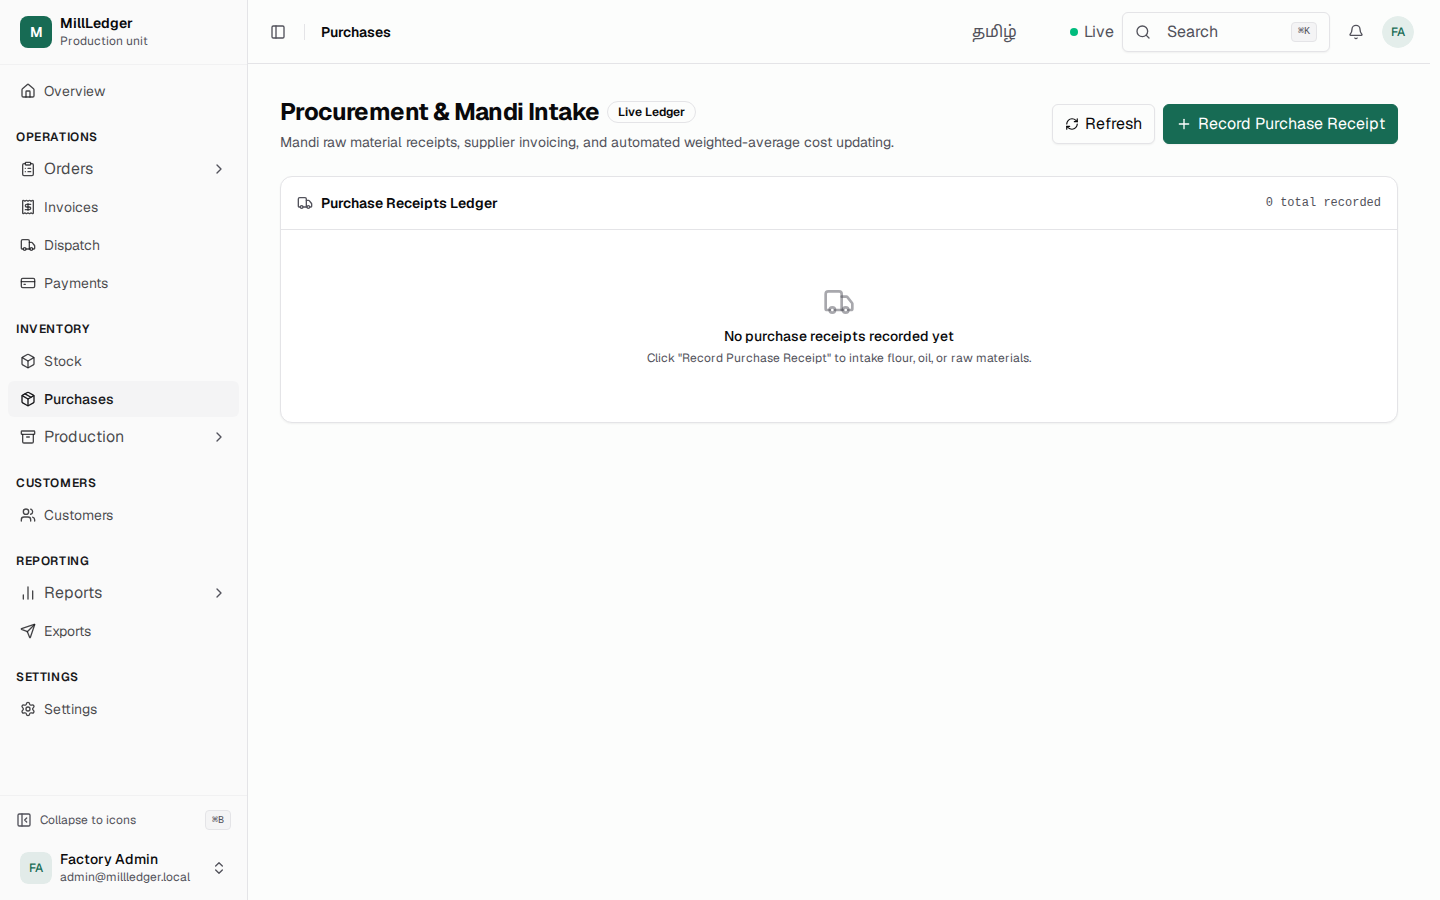 M
MillLedger
Production unit
Overview
OPERATIONS
Orders
Invoices
Dispatch
Payments
INVENTORY
Stock
Purchases
Production
CUSTOMERS
Customers
REPORTING
Reports
Exports
SETTINGS
Settings
Collapse to icons ⌘B
FA
Factory Admin
admin@millledger.local
Purchases
தமிழ்
Live
Search ⌘K
FA
Procurement & Mandi Intake Live Ledger
Mandi raw material receipts, supplier invoicing, and automated weighted-average cost updating.
Refresh
Record Purchase Receipt
Purchase Receipts Ledger
0 total recorded
No purchase receipts recorded yet
Click "Record Purchase Receipt" to intake flour, oil, or raw materials.